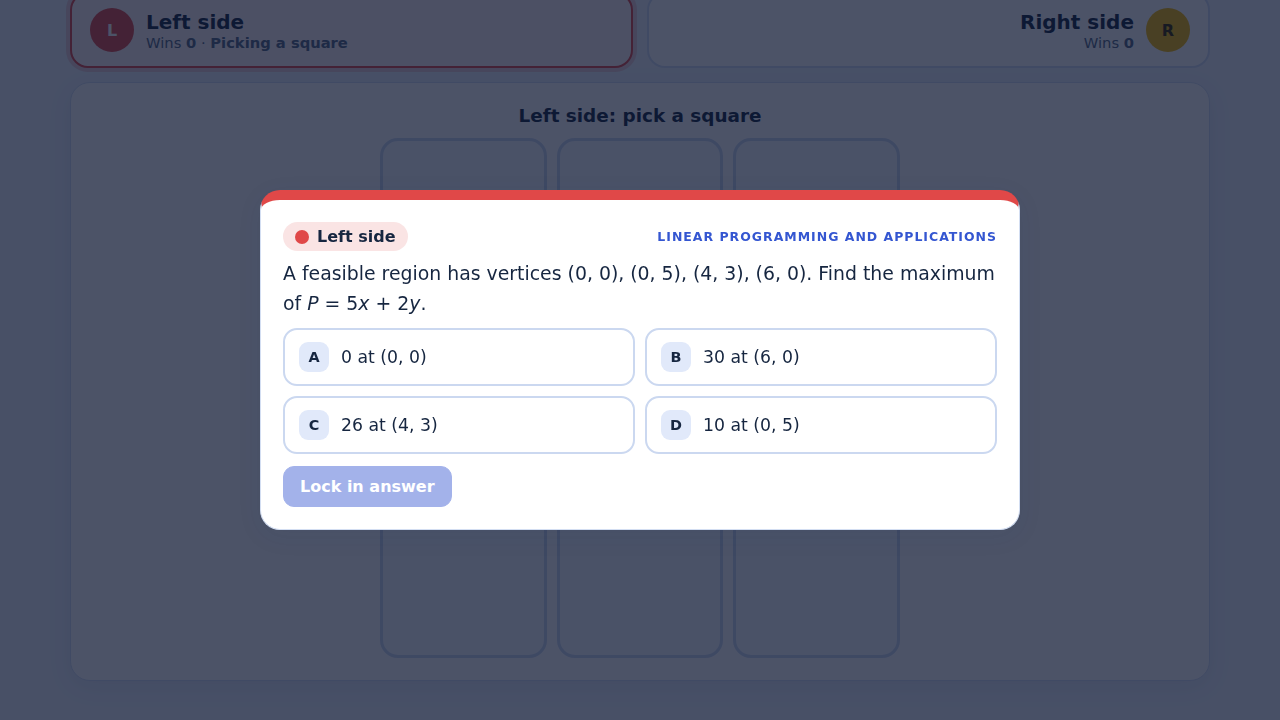 L
Left side
Wins 0 · Picking a square
Right side
Wins 0
R
Left side: pick a square
Left side
LINEAR PROGRAMMING AND APPLICATIONS
A feasible region has vertices (0, 0), (0, 5), (4, 3), (6, 0). Find the maximum
of P = 5x + 2y.
A 0 at (0, 0)
B 30 at (6, 0)
C 26 at (4, 3)
D 10 at (0, 5)
Lock in answer